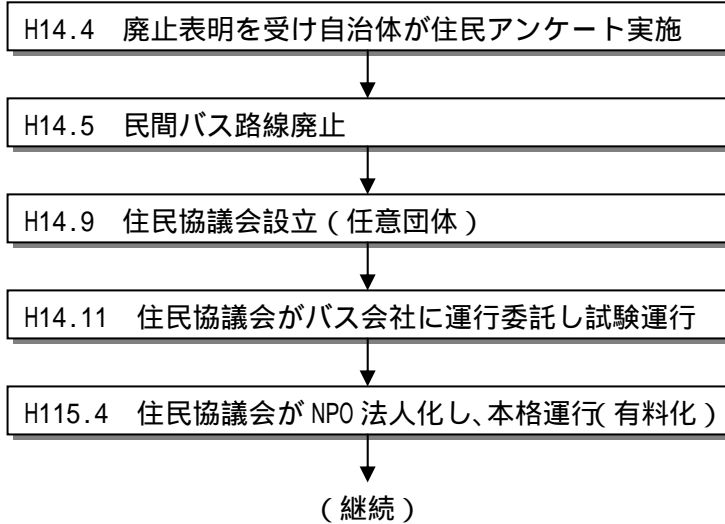 H14.4 廃止表明を受け自治体が住民アンケート実施
H14.5 民間バス路線廃止
H14.9 住民協議会設立(任意団体)
H14.11 住民協議会がバス会社に運行委託し試験運行
H115.4 住民協議会が NPO 法人化し、本格運行(有料化)
(継続)